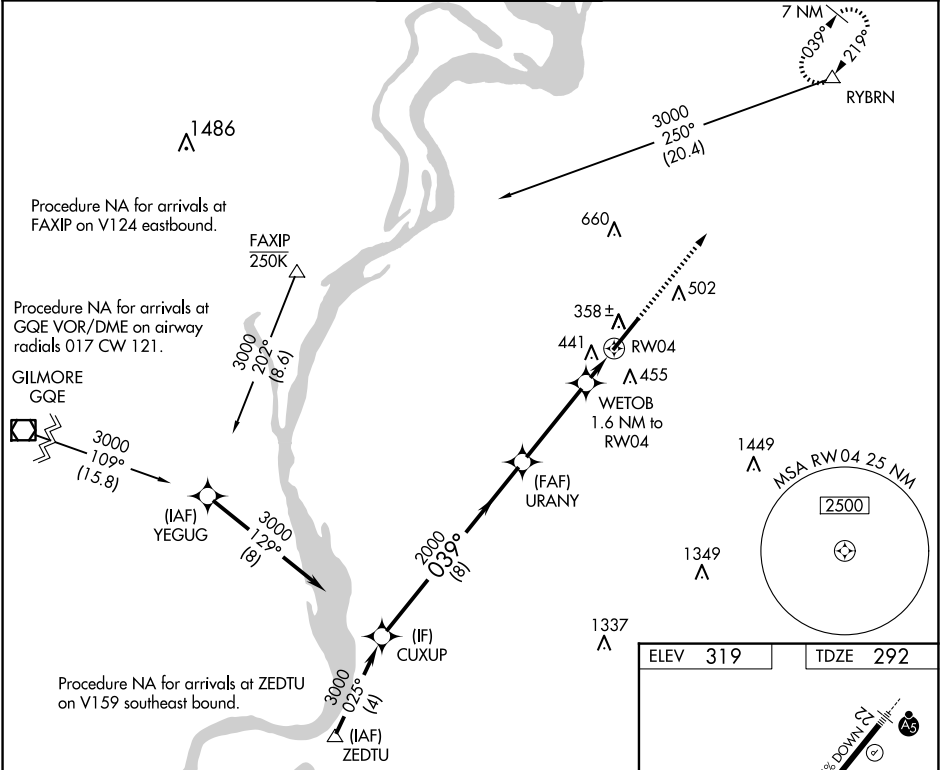 7 NM
039°
219°
RYBRN
3000
250°
(20.4)
1486
Procedure NA for arrivals at
FAXIP on V124 eastbound.
660
FAXIP
250K
502
Procedure NA for arrivals at
GQE VOR/DME on airway
radials 017 CW 121.
358 ±
441
RW04
3000
202°
(8.6)
455
GILMORE
GQE
WETOB
1.6 NM to
RW04
3000
109°
(15.8)
1449
MSA RW 04 25 NM
2500
(FAF)
URANY
(IAF)
YEGUG
3000
129°
(8)
2000
039°
(8)
1349
1337
(IF)
CUXUP
ELEV 319
TDZE 292
Procedure NA for arrivals at ZEDTU
on V159 southeast bound.
3000
025°
(4)
(IAF)
ZEDTU
22
% DOWN
A5